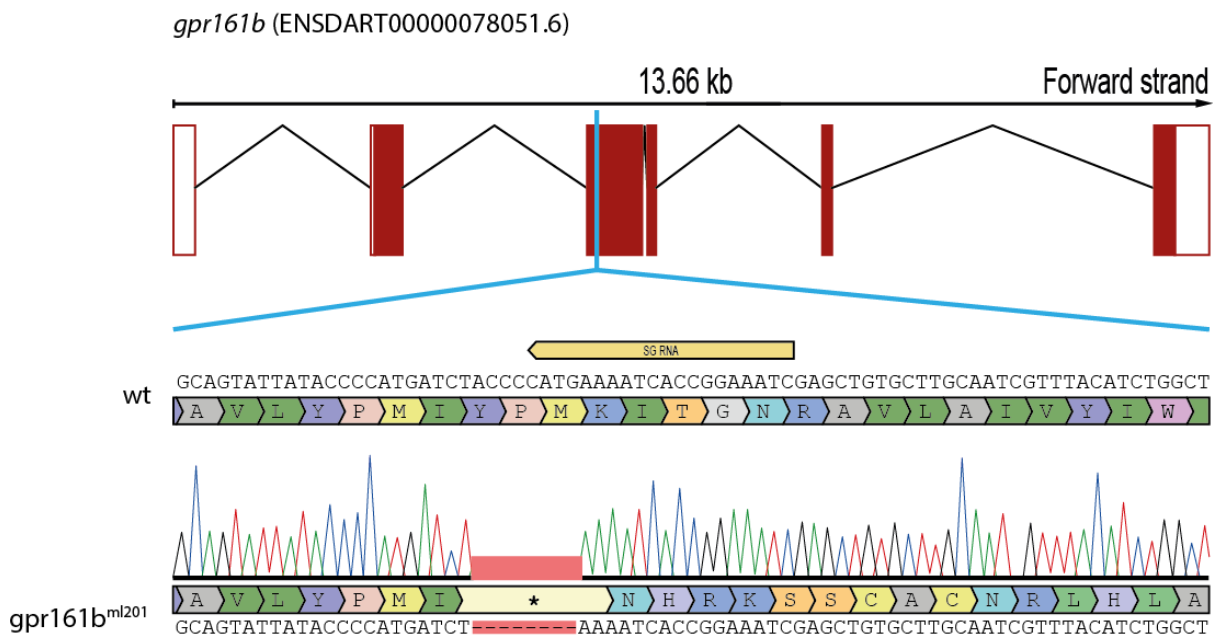 gpr161b (ENSDART00000078051.6)
13.66 kb Forward strand
SG RNA
GCAGTATTATACCCCATGATCTACCCCATGAAAATCACCGGAAATCGAGCTGTGCTTGCAATCGTTTACATCTGGCT
wt A V L Y P M I Y P M K I T G N R A V L A I V Y I W
gpr161bml201 A V L Y P M I * N H R K S S C A C N R L H L A
GCAGTATTATACCCCATGATCT--------AAAATCACCGGAAATCGAGCTGTGCTTGCAATCGTTTACATCTGGCT